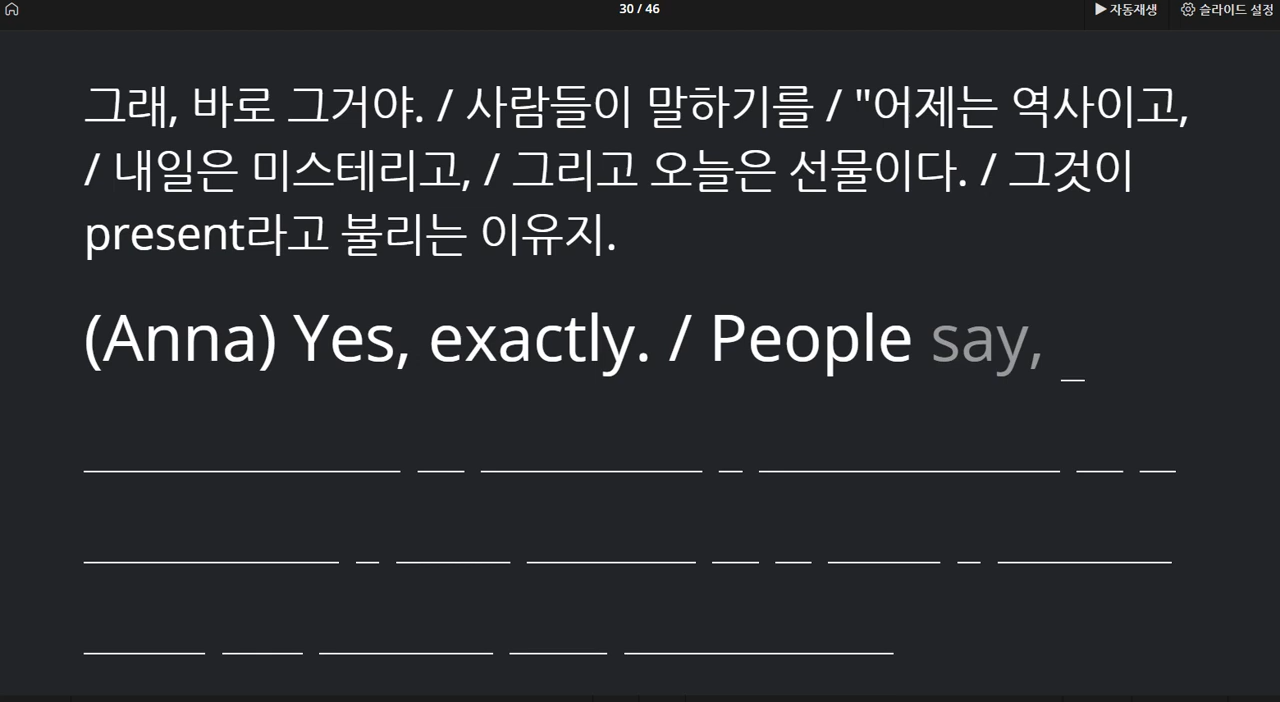 30 / 46
▶ 자동재생
슬라이드 설정
그래, 바로 그거야. / 사람들이 말하기를 / "어제는 역사이고,
/ 내일은 미스테리고, / 그리고 오늘은 선물이다. / 그것이
present라고 불리는 이유지.
(Anna) Yes, exactly. / People say, _